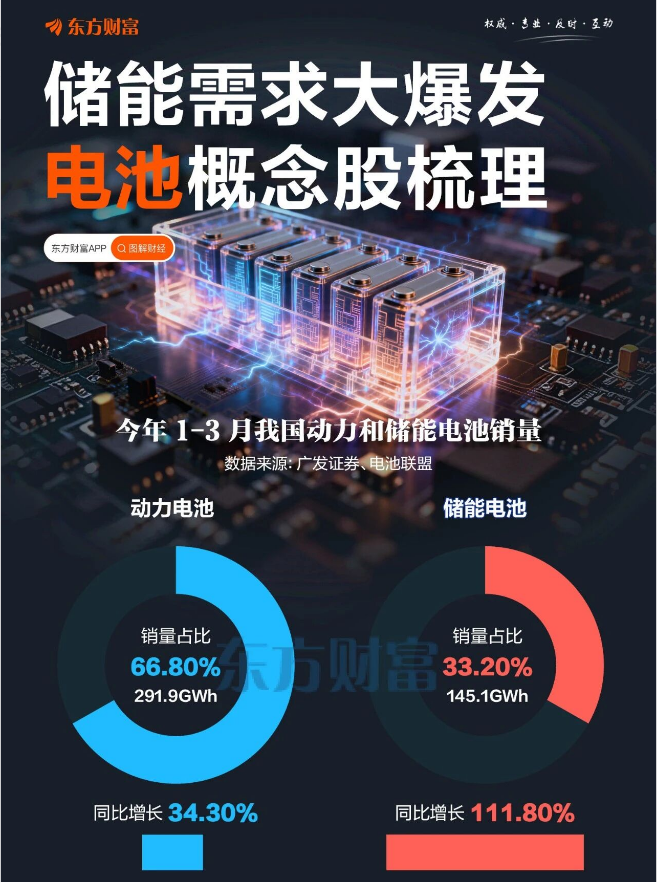 东方财富
权威·专业·及时·互动
储能需求大爆发
电池概念股梳理
东方财富APP 图解财经
今年 1-3 月我国动力和储能电池销量
数据来源: 广发证券、电池联盟
动力电池
储能电池
销量占比
66.80%
291.9GWh
销量占比
33.20%
145.1GWh
东方财富
同比增长 34.30%
同比增长 111.80%